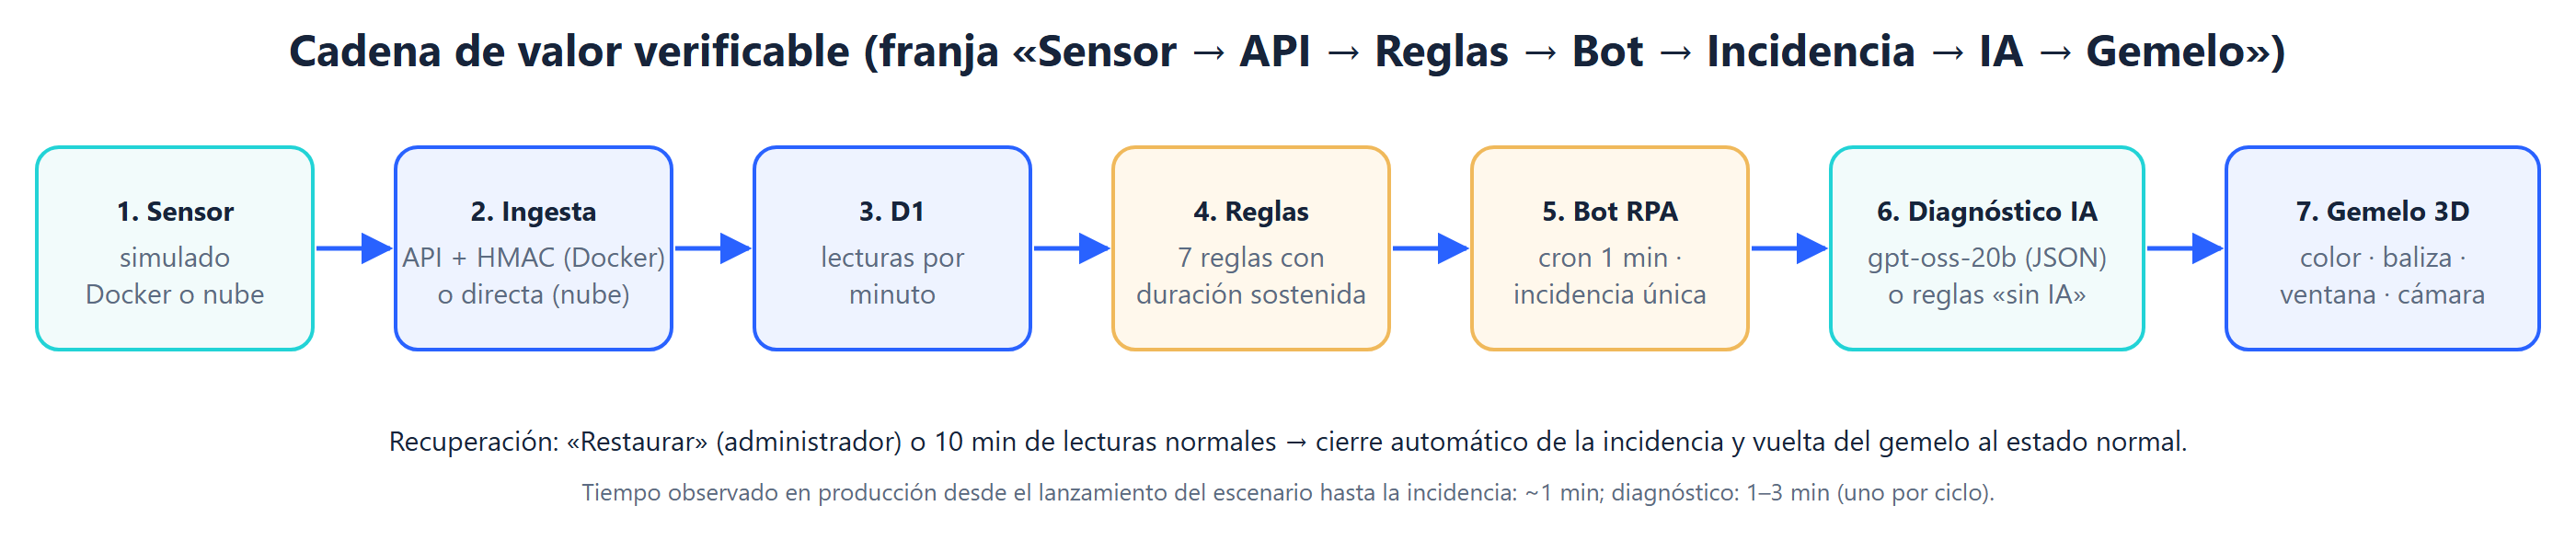 Cadena de valor verificable (franja «Sensor → API → Reglas → Bot → Incidencia → IA → Gemelo»)
1. Sensor
simulado
Docker o nube
2. Ingesta
API + HMAC (Docker)
o directa (nube)
3. D1
lecturas por
minuto
4. Reglas
7 reglas con
duración sostenida
5. Bot RPA
cron 1 min ·
incidencia única
6. Diagnóstico IA
gpt-oss-20b (JSON)
o reglas «sin IA»
7. Gemelo 3D
color · baliza ·
ventana · cámara
Recuperación: «Restaurar» (administrador) o 10 min de lecturas normales → cierre automático de la incidencia y vuelta del gemelo al estado normal.
Tiempo observado en producción desde el lanzamiento del escenario hasta la incidencia: ~1 min; diagnóstico: 1–3 min (uno por ciclo).